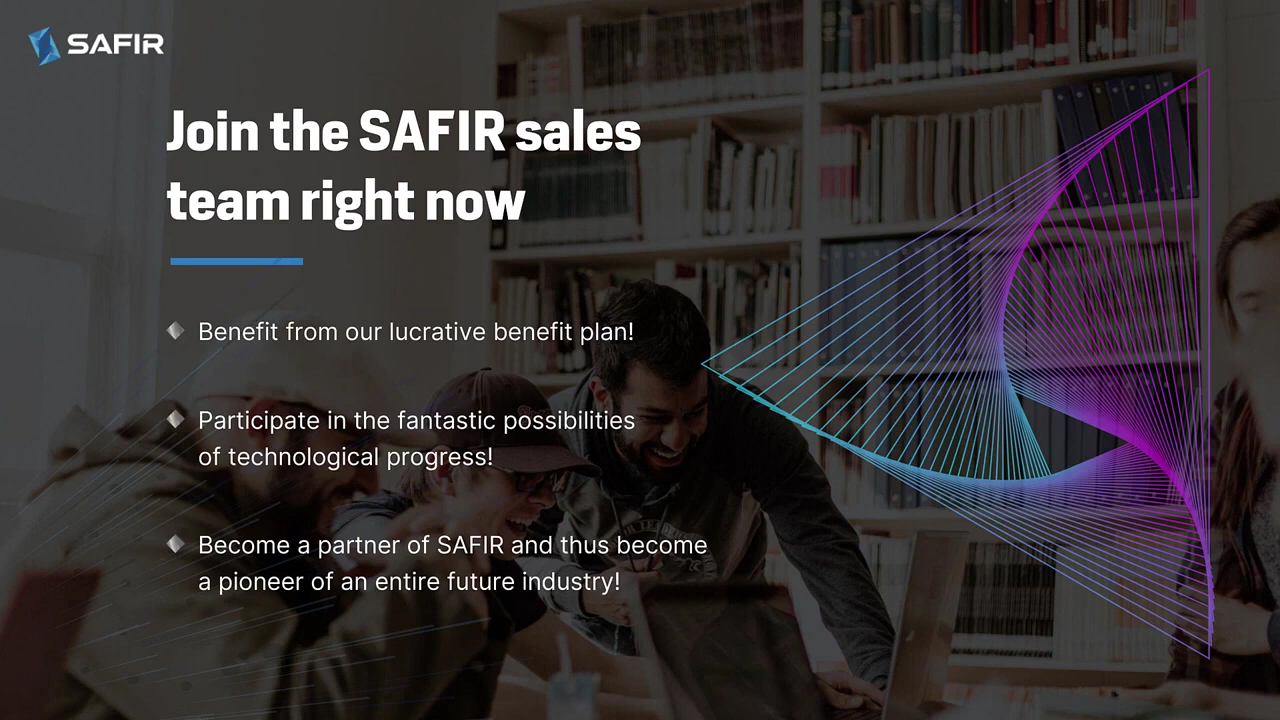 SAFIR
Join the SAFIR sales
team right now
Benefit from our lucrative benefit plan!
Participate in the fantastic possibilities
of technological progress!
Become a partner of SAFIR and thus become
a pioneer of an entire future industry!